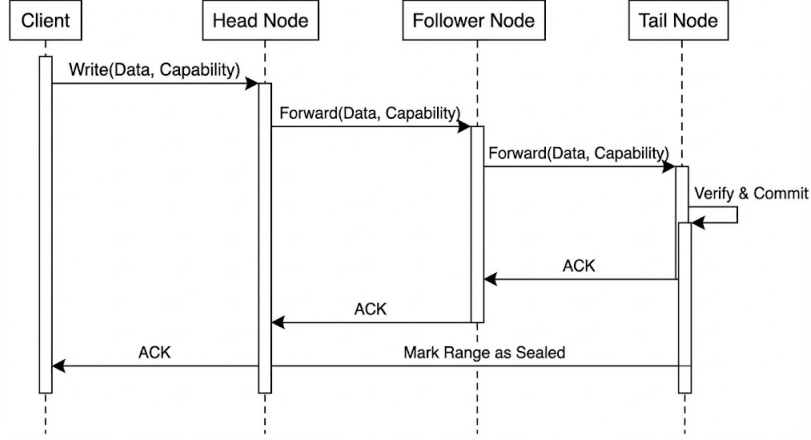 Client
Head Node
Follower Node
Tail Node
Write(Data, Capability)
Forward(Data, Capability)
Forward(Data, Capability)
Verify & Commit
ACK
ACK
ACK
Mark Range as Sealed